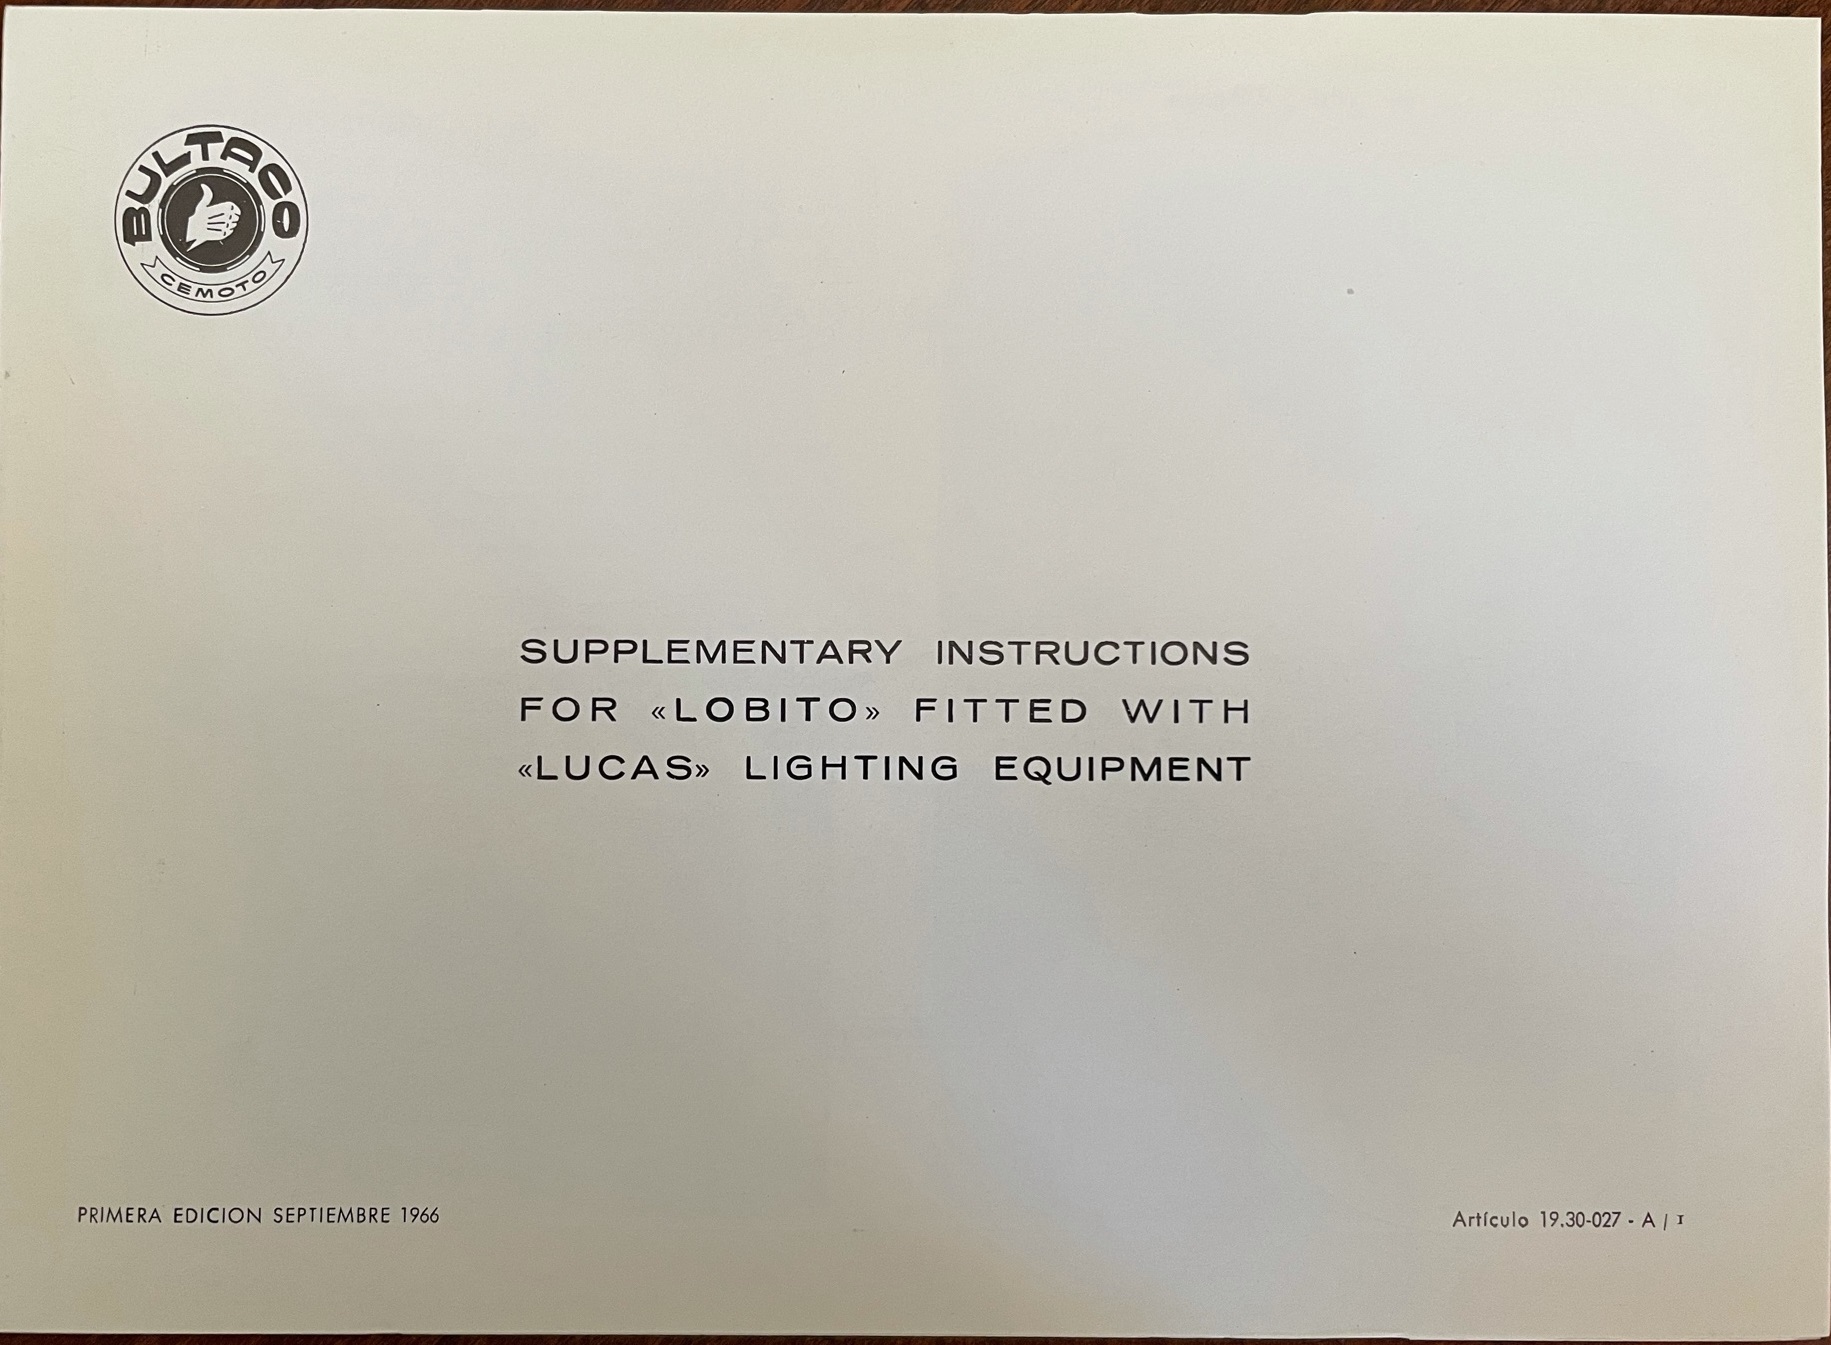 BULTACO
CEMOTO
SUPPLEMENTARY INSTRUCTIONS
FOR «LOBITO» FITTED WITH
«LUCAS» LIGHTING EQUIPMENT
PRIMERA EDICION SEPTIEMBRE 1966
Artículo 19.30-027 - A / I